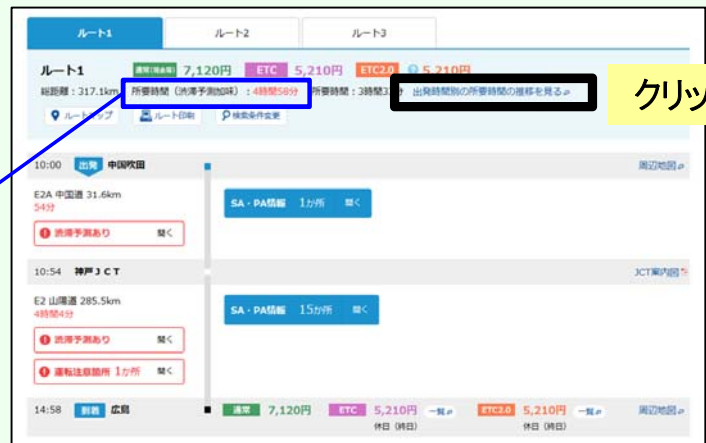 ルート1 ルート2 ルート3
ルート1 通常(現金等) 7,120円 ETC 5,210円 ETC2.0 5,210円
総距離:317.1km 所要時間(渋滞予測加味):4時間58分 所要時間:3時間3 出発時間別の所要時間の推移を見る
クリッ
ルートマップ ルート印刷 検索条件変更
10:00 出発 中国吹田 周辺地図
E2A 中国道 31.6km
54分
SA・PA情報 1か所 開く
渋滞予測あり 開く
10:54 神戸JCT JCT案内図
E2 山陽道 285.5km
4時間4分
SA・PA情報 15か所 開く
渋滞予測あり 開く
運転注意箇所 1か所 開く
14:58 到着 広島 通常 7,120円 ETC 5,210円 一覧 ETC2.0 5,210円 一覧 周辺地図
休日(終日) 休日(終日)